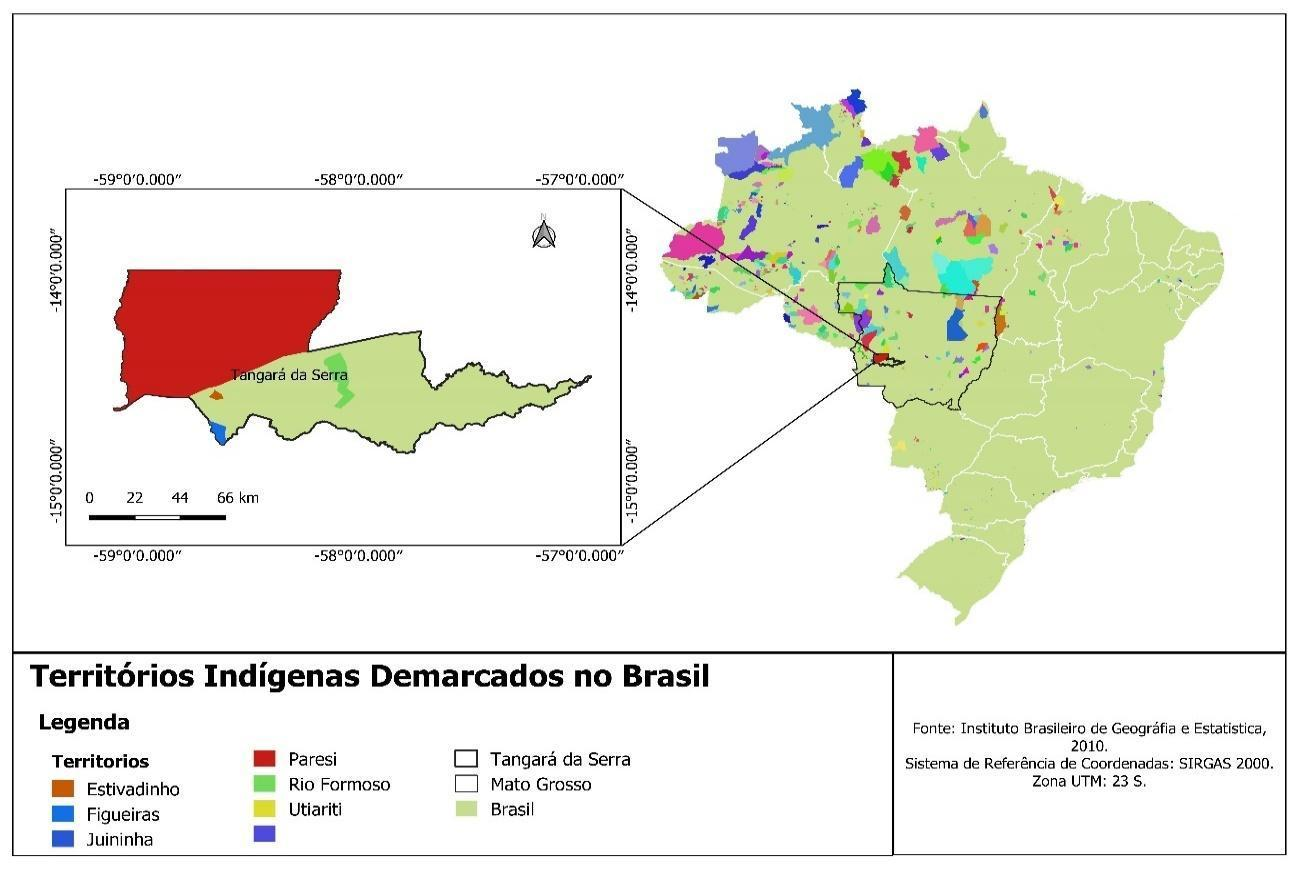 -59°0'0.000"
-58°0'0.000"
-57°0'0.000"
N
-14°0'0.000"
-14°0'0.000"
Tangará da Serra
-15°0'0.000"
-15°0'0.000"
0 22 44 66 km
-59°0'0.000"
-58°0'0.000"
-57°0'0.000"
Territórios Indígenas Demarcados no Brasil
Legenda
Territorios
Estivadinho
Figueiras
Juininha
Paresi
Rio Formoso
Utiariti
Tangará da Serra
Mato Grosso
Brasil
Fonte: Instituto Brasileiro de Geográfia e Estatistica,
2010.
Sistema de Referência de Coordenadas: SIRGAS 2000.
Zona UTM: 23 S.